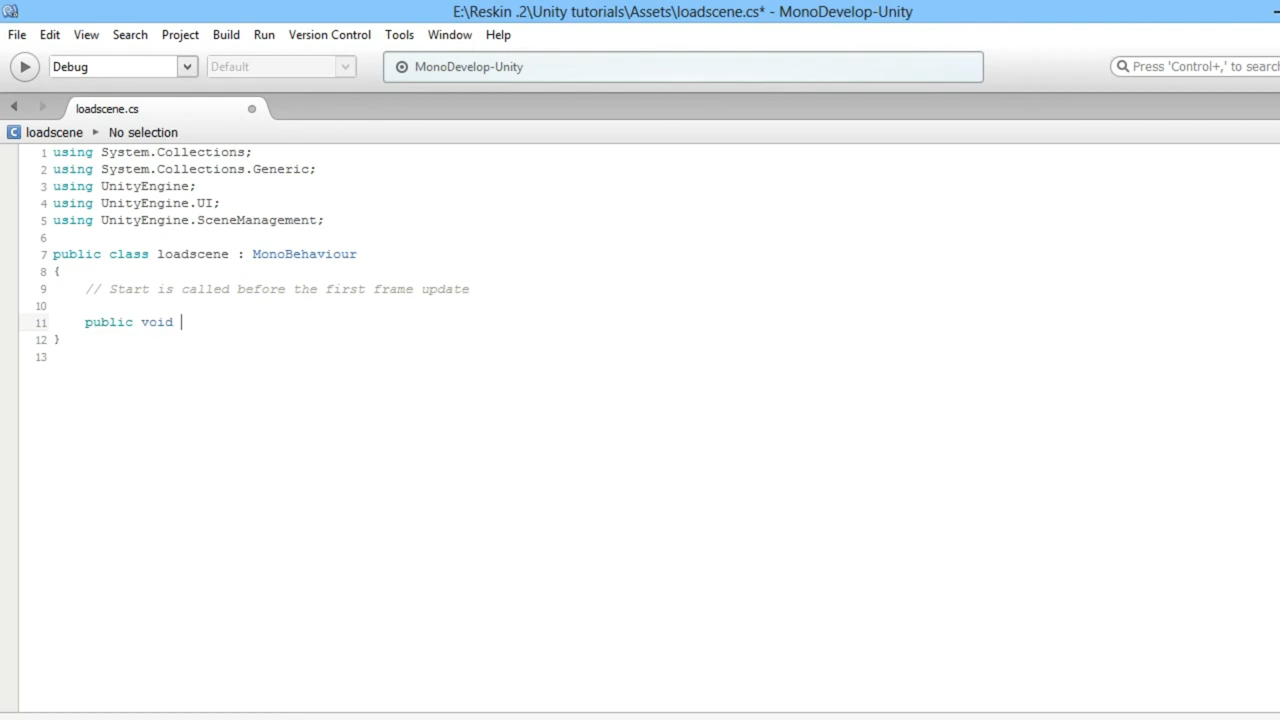 E:\Reskin .2\Unity tutorials\Assets\loadscene.cs* - MonoDevelop-Unity
File Edit View Search Project Build Run Version Control Tools Window Help
Debug Default MonoDevelop-Unity Press 'Control+,' to search
loadscene.cs
loadscene No selection
1 using System.Collections;
2 using System.Collections.Generic;
3 using UnityEngine;
4 using UnityEngine.UI;
5 using UnityEngine.SceneManagement;
6
7 public class loadscene : MonoBehaviour
8 {
9     // Start is called before the first frame update
10
11     public void
12 }
13